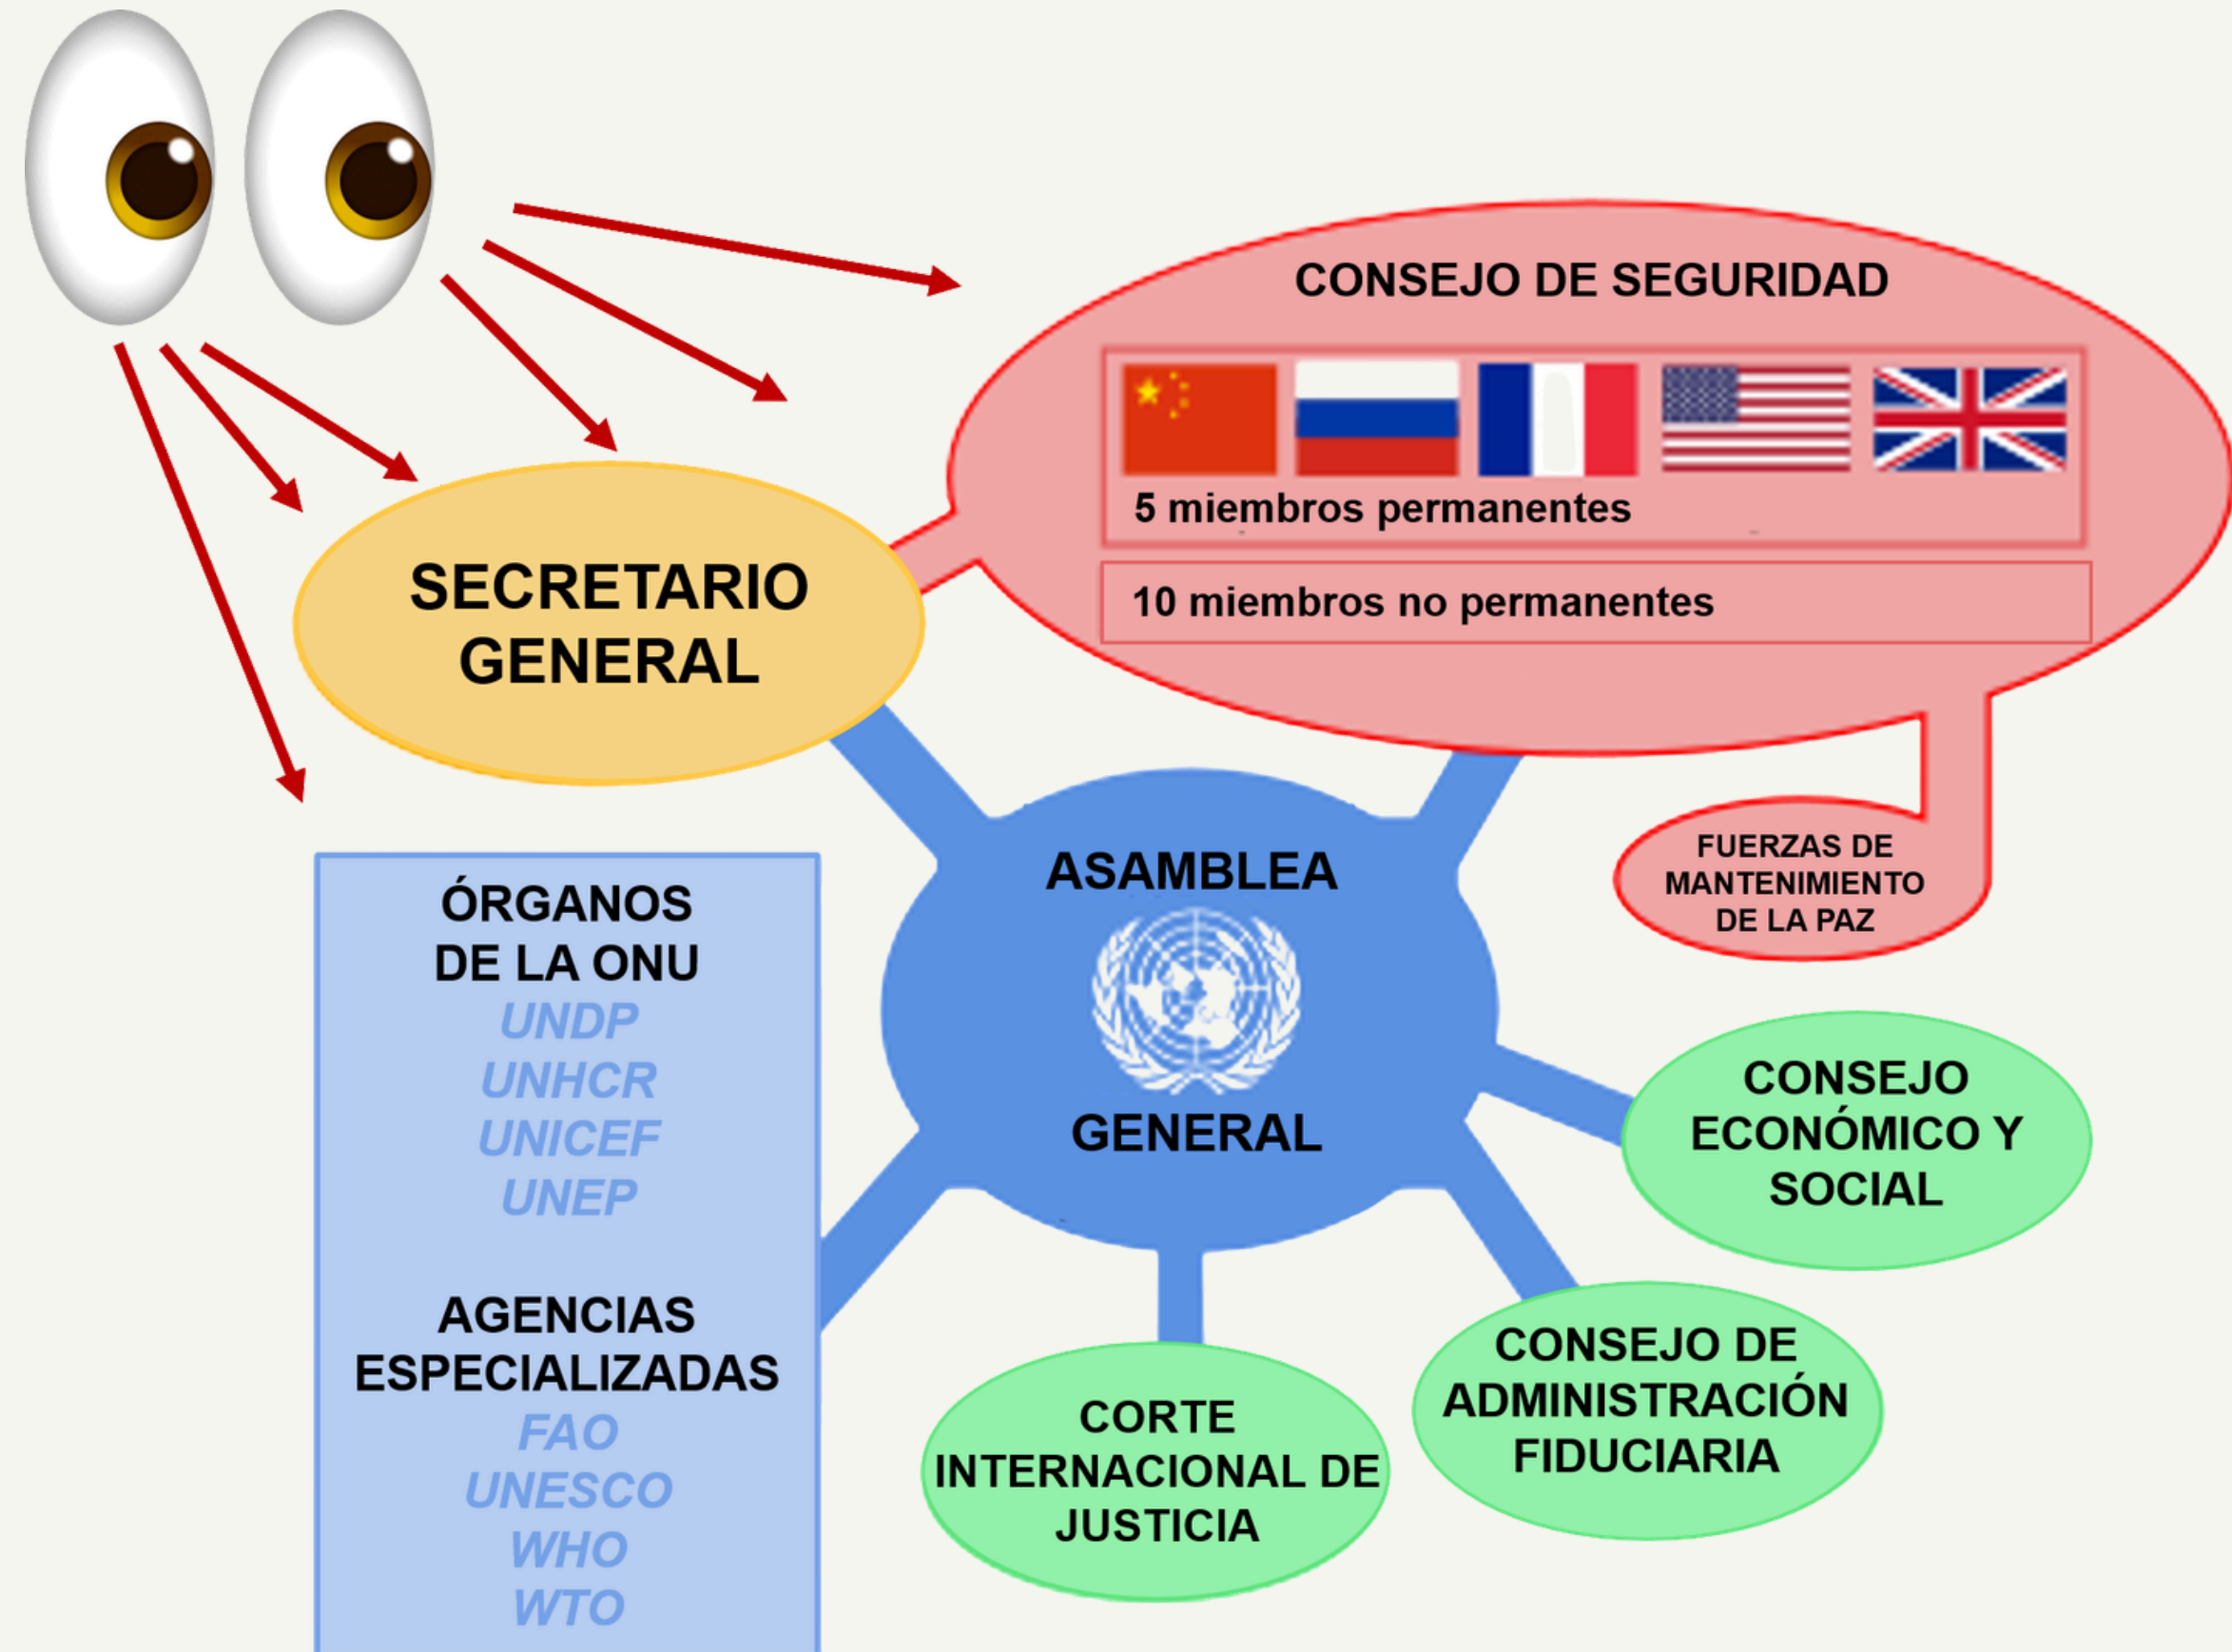 CONSEJO DE SEGURIDAD
5 miembros permanentes
10 miembros no permanentes
SECRETARIO
GENERAL
FUERZAS DE
MANTENIMIENTO
DE LA PAZ
ASAMBLEA
GENERAL
ÓRGANOS
DE LA ONU
UNDP
UNHCR
UNICEF
UNEP
AGENCIAS
ESPECIALIZADAS
FAO
UNESCO
WHO
WTO
CONSEJO
ECONÓMICO Y
SOCIAL
CONSEJO DE
ADMINISTRACIÓN
FIDUCIARIA
CORTE
INTERNACIONAL DE
JUSTICIA